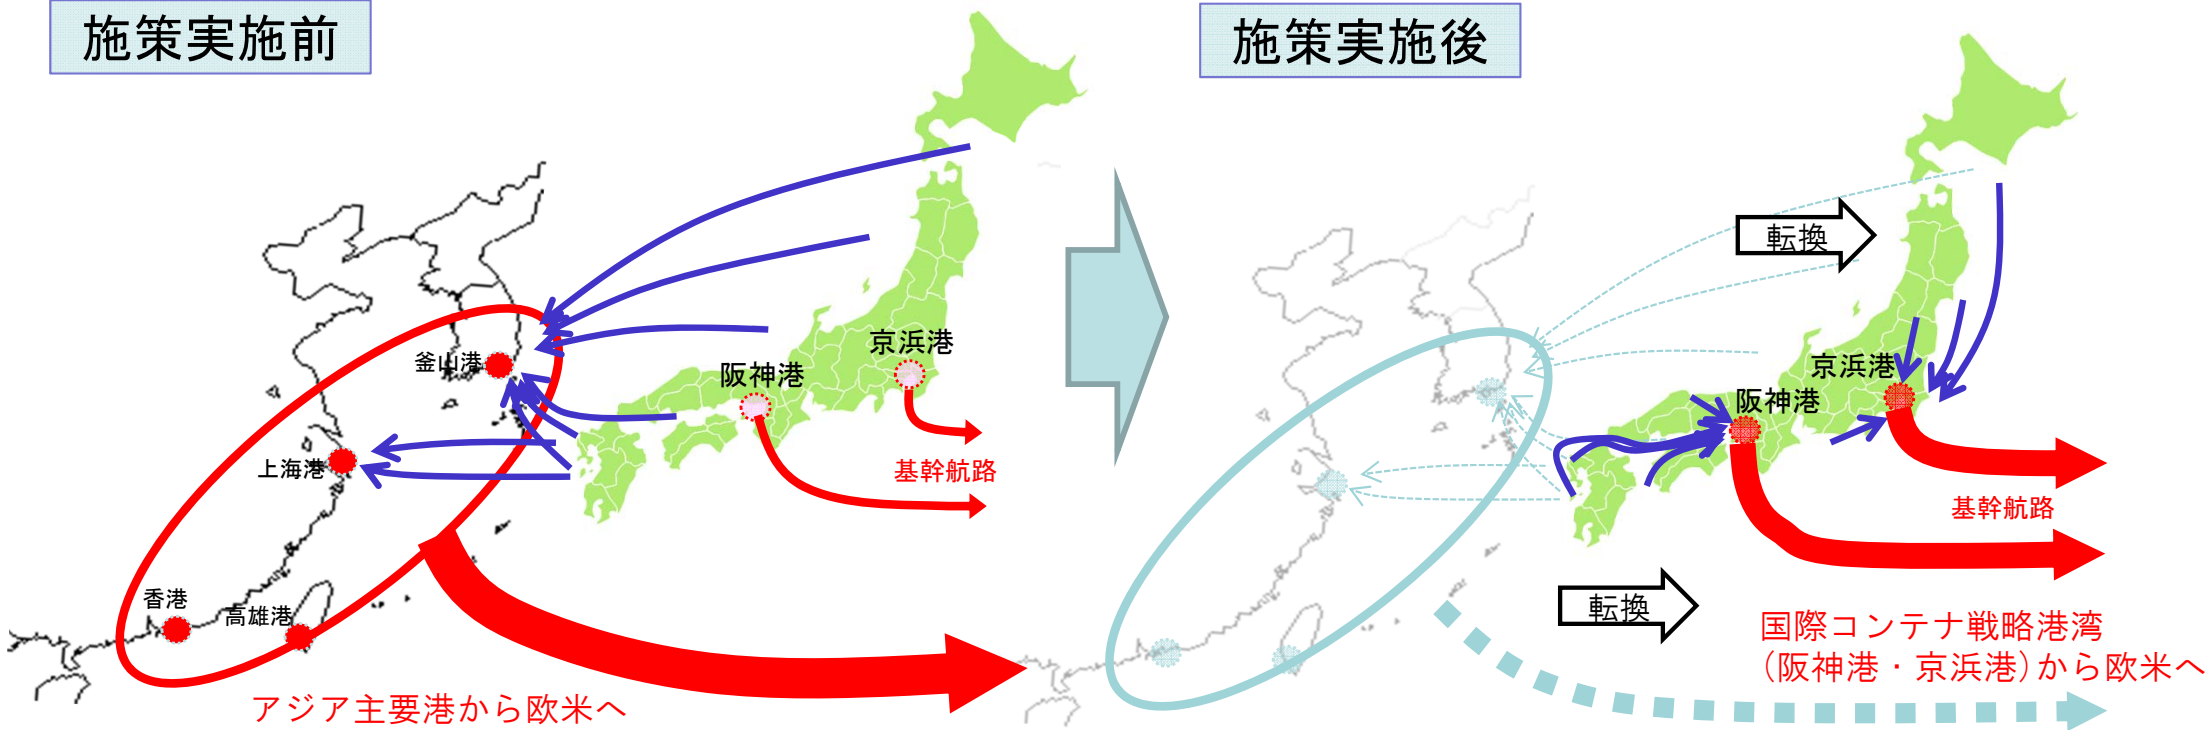 施策実施前
京浜港
釜山港
阪神港
上海港
基幹航路
香港
高雄港
アジア主要港から欧米へ
施策実施後
転換
京浜港
阪神港
基幹航路
転換
国際コンテナ戦略港湾
(阪神港・京浜港)から欧米へ